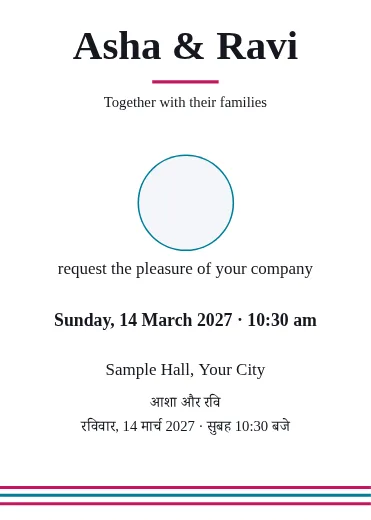 Asha & Ravi
Together with their families
request the pleasure of your company
Sunday, 14 March 2027 · 10:30 am
Sample Hall, Your City
आशा और रवि
रविवार, 14 मार्च 2027 · सुबह 10:30 बजे